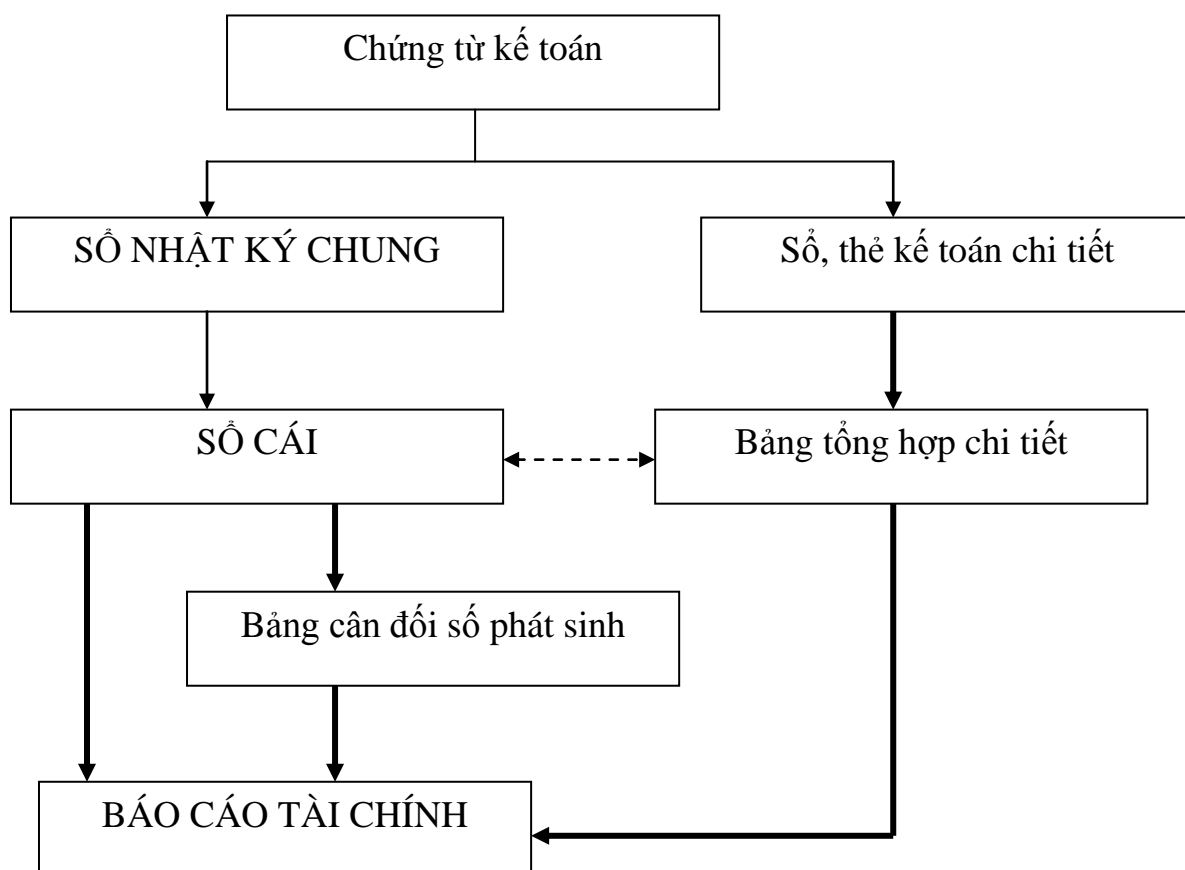 Chứng từ kế toán
SỔ NHẬT KÝ CHUNG
Sổ, thẻ kế toán chi tiết
SỔ CÁI
Bảng tổng hợp chi tiết
Bảng cân đối số phát sinh
BÁO CÁO TÀI CHÍNH